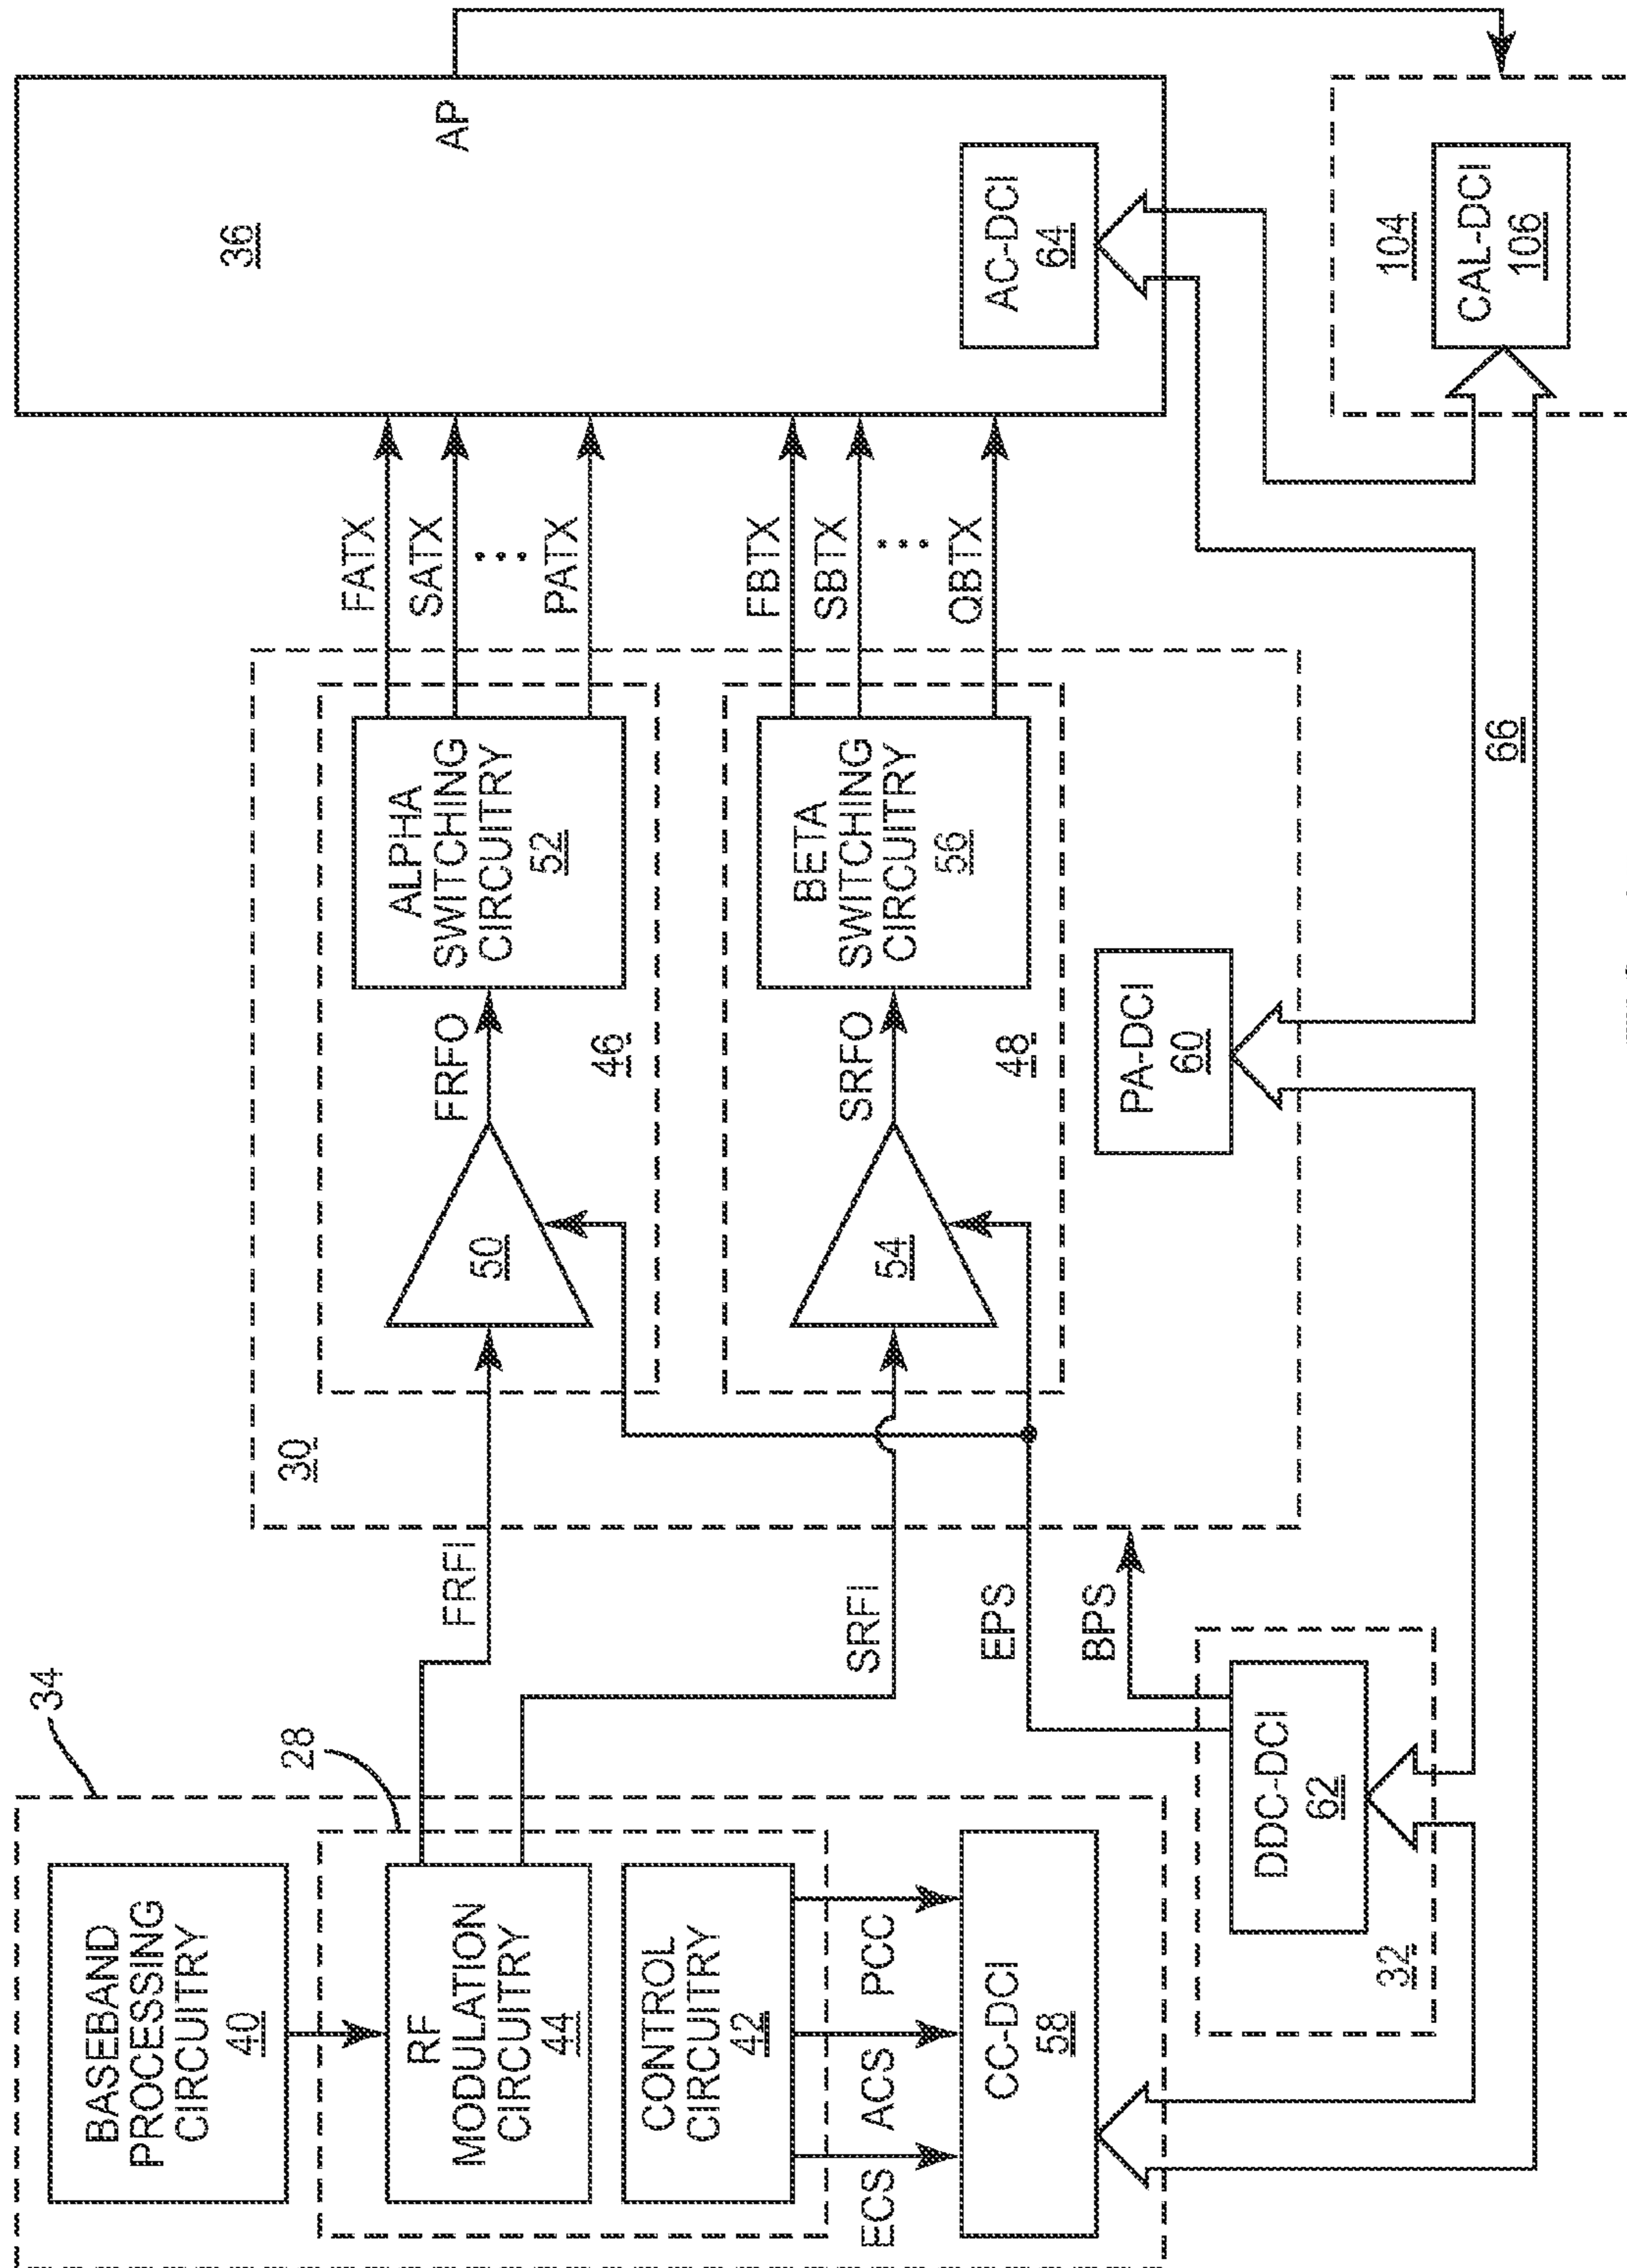 34
BASEBAND
PROCESSING
CIRCUITRY
40
28
RF
MODULATION
CIRCUITRY
44
CONTROL
CIRCUITRY
42
ECS
ACS
PCC
CC-DCI
58
FRFI
SRFI
EPS
BPS
DDC-DCI
62
32
30
50
FRFO
46
ALPHA
SWITCHING
CIRCUITRY
52
54
SRFO
48
BETA
SWITCHING
CIRCUITRY
56
PA-DCI
60
FATX
SATX
PATX
FBTX
SBTX
QBTX
66
36
AP
AC-DCI
64
104
CAL-DCI
106